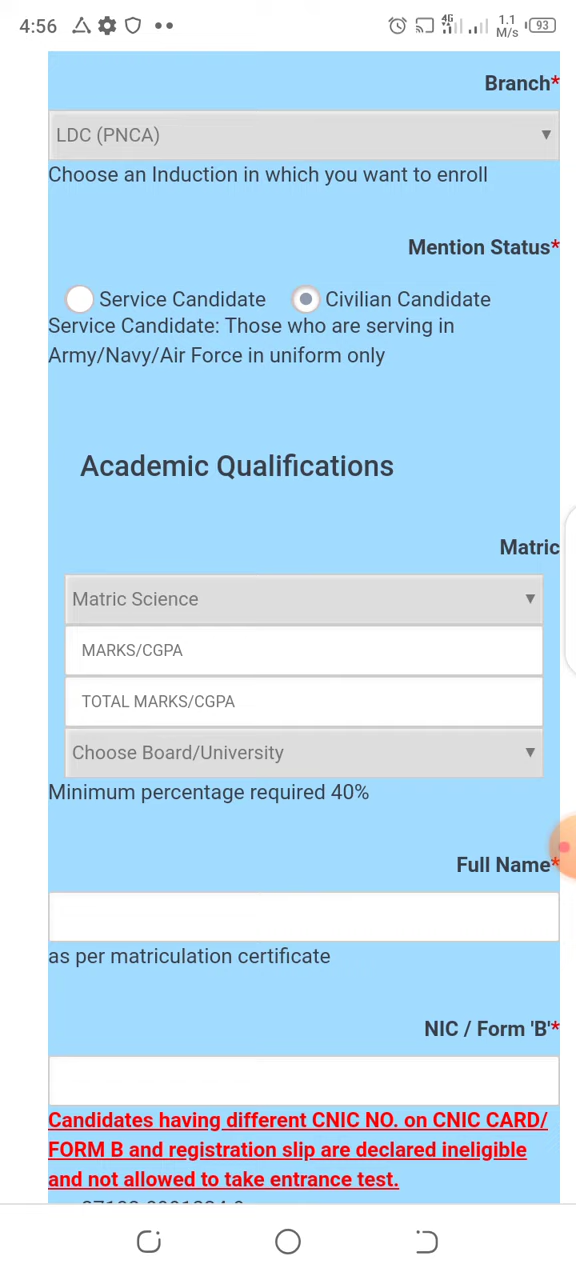 4:56
4G
1.1 M/s
93
Branch*
LDC (PNCA)
Choose an Induction in which you want to enroll
Mention Status*
Service Candidate
Civilian Candidate
Service Candidate: Those who are serving in
Army/Navy/Air Force in uniform only
Academic Qualifications
Matric
Matric Science
MARKS/CGPA
TOTAL MARKS/CGPA
Choose Board/University
Minimum percentage required 40%
Full Name*
as per matriculation certificate
NIC / Form 'B'*
Candidates having different CNIC NO. on CNIC CARD/
FORM B and registration slip are declared ineligible
and not allowed to take entrance test.